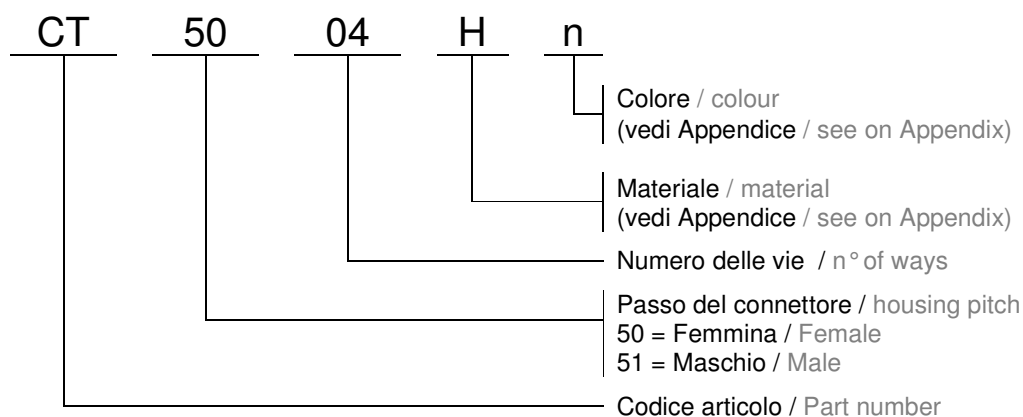 CT 50 04 H n
Colore / colour
(vedi Appendice / see on Appendix)
Materiale / material
(vedi Appendice / see on Appendix)
Numero delle vie / n° of ways
Passo del connettore / housing pitch
50 = Femmina / Female
51 = Maschio / Male
Codice articolo / Part number